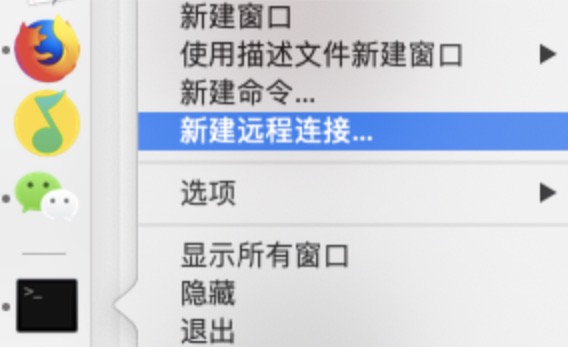 新建窗口
使用描述文件新建窗口
新建命令...
新建远程连接...
选项
显示所有窗口
隐藏
退出
>_